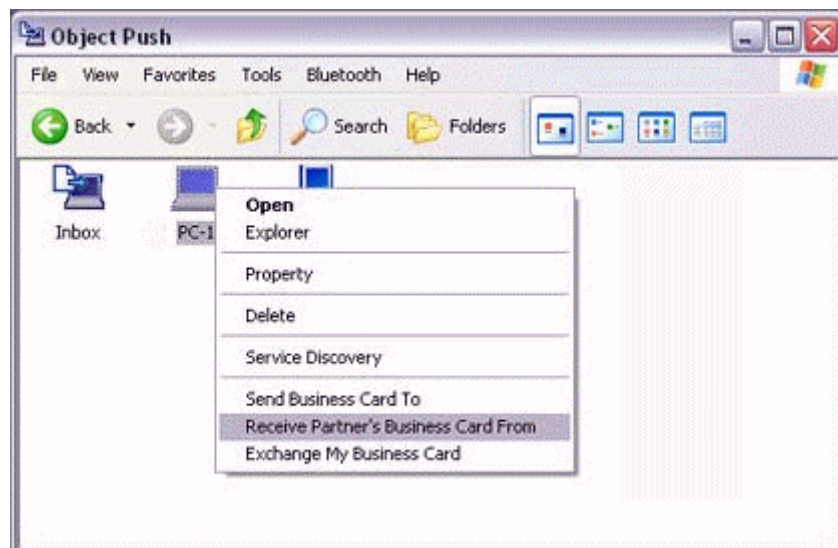 Object Push
File View Favorites Tools Bluetooth Help
Back Search Folders
Inbox PC-1
Open
Explorer
Property
Delete
Service Discovery
Send Business Card To
Receive Partner's Business Card From
Exchange My Business Card